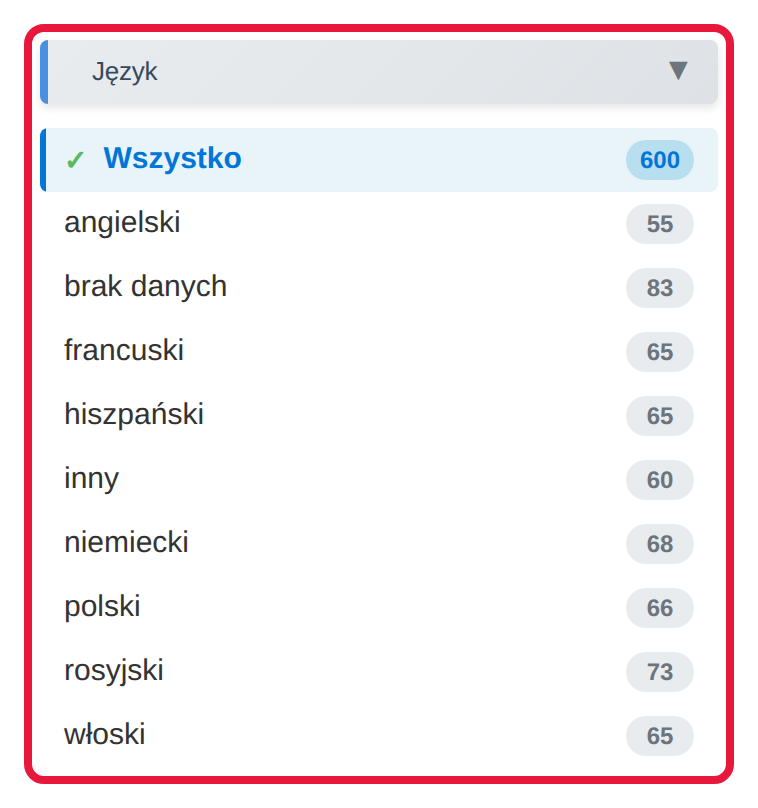 Język ▼
✓ Wszystko 600
angielski 55
brak danych 83
francuski 65
hiszpański 65
inny 60
niemiecki 68
polski 66
rosyjski 73
włoski 65